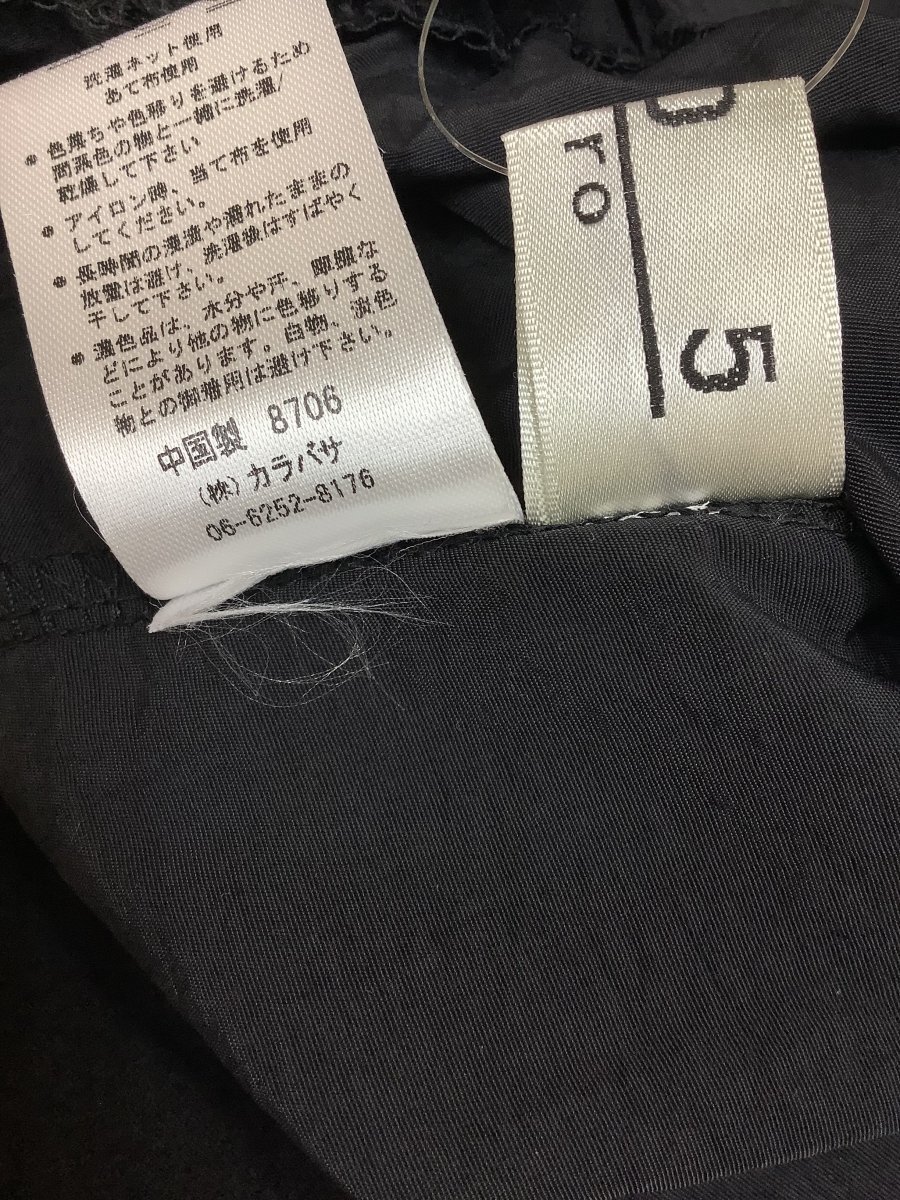 洗濯ネット使用
あて布使用
● 色落ちや色移りを避けるため
同系色の物と一緒に洗濯/
乾燥して下さい
● アイロン時、当て布を使用
してください。
● 長時間の浸漬や濡れたままの
放置は避け、洗濯後はすばやく
干して下さい。
● 濃色品は、水分や汗、摩擦な
どにより他の物に色移りする
ことがあります。白物、淡色
物との御着用は避け下さい。
中国製 8706
(株)カラバサ
06-6252-8176
ro
5